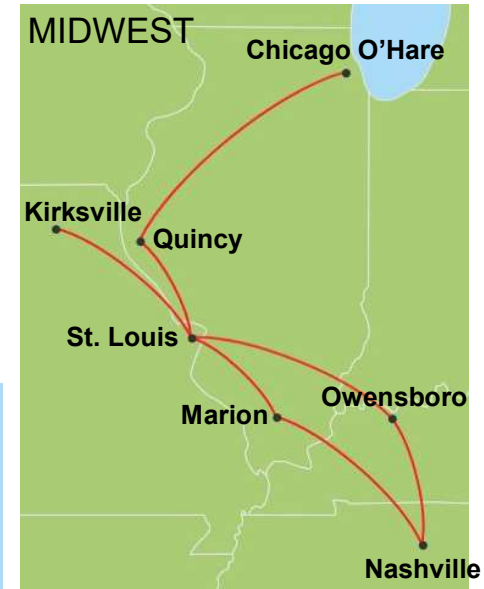 MIDWEST
Chicago O’Hare
Kirksville
Quincy
St. Louis
Owensboro
Marion
Nashville